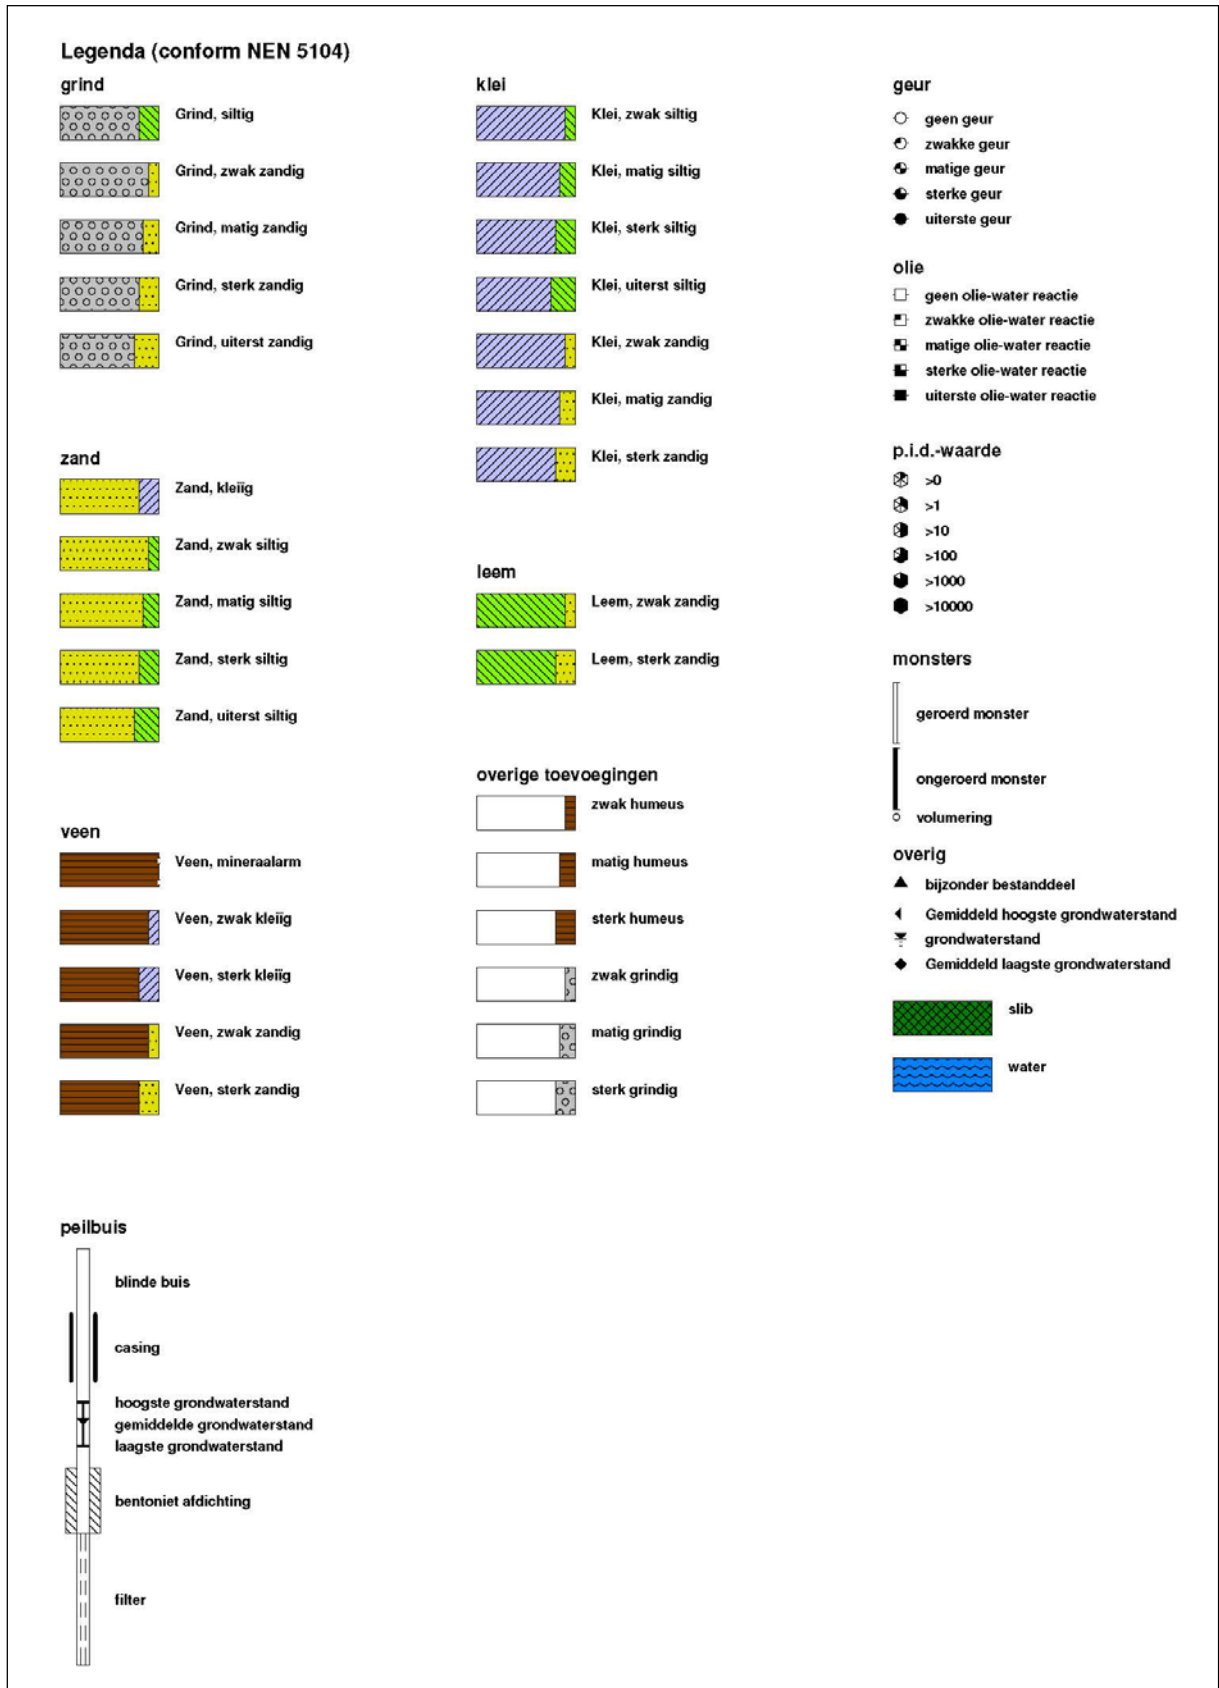 Legenda (conform NEN 5104)
grind
Grind, siltig
Grind, zwak zandig
Grind, matig zandig
Grind, sterk zandig
Grind, uiterst zandig
zand
Zand, kleiïg
Zand, zwak siltig
Zand, matig siltig
Zand, sterk siltig
Zand, uiterst siltig
veen
Veen, mineraalarm
Veen, zwak kleiïg
Veen, sterk kleiïg
Veen, zwak zandig
Veen, sterk zandig
peilbuis
blinde buis
casing
hoogste grondwaterstand
gemiddelde grondwaterstand
laagste grondwaterstand
bentoniet afdichting
filter
klei
Klei, zwak siltig
Klei, matig siltig
Klei, sterk siltig
Klei, uiterst siltig
Klei, zwak zandig
Klei, matig zandig
Klei, sterk zandig
leem
Leem, zwak zandig
Leem, sterk zandig
overige toevoegingen
zwak humeus
matig humeus
sterk humeus
zwak grindig
matig grindig
sterk grindig
geur
geen geur
zwakke geur
matige geur
sterke geur
uiterste geur
olie
geen olie-water reactie
zwakke olie-water reactie
matige olie-water reactie
sterke olie-water reactie
uiterste olie-water reactie
p.i.d.-waarde
>0
>1
>10
>100
>1000
>10000
monsters
geroerd monster
ongeroerd monster
volumering
overig
bijzonder bestanddeel
Gemiddeld hoogste grondwaterstand
grondwaterstand
Gemiddeld laagste grondwaterstand
slib
water